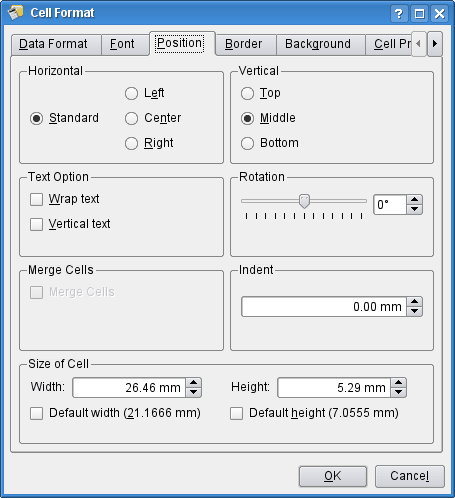 Cell Format
Data Format Font Position Border Background Cell Pr
Horizontal
Left
Standard Center
Right
Vertical
Top
Middle
Bottom
Text Option
Wrap text
Vertical text
Rotation
0°
Merge Cells
Merge Cells
Indent
0.00 mm
Size of Cell
Width: 26.46 mm Height: 5.29 mm
Default width (21.1666 mm) Default height (7.0555 mm)
OK Cancel